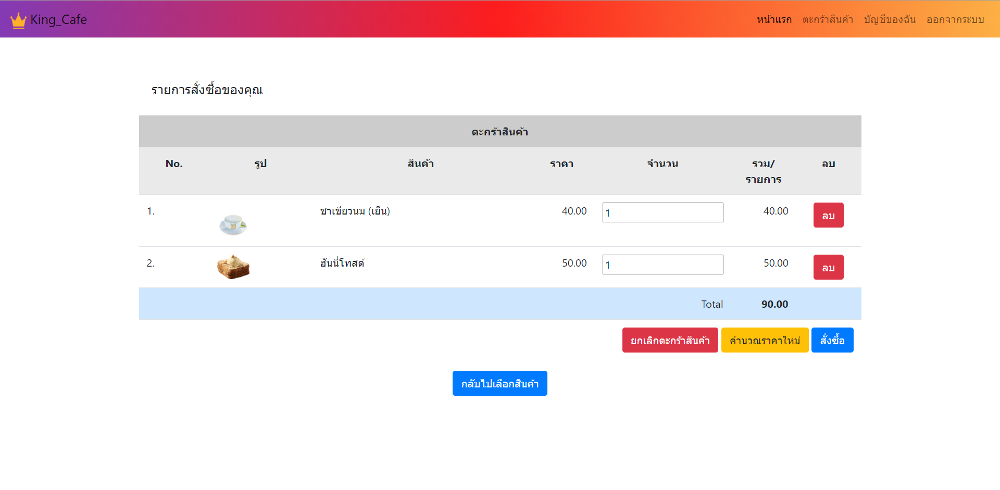 King_Cafe
หน้าแรก ตะกร้าสินค้า บัญชีของฉัน ออกจากระบบ
รายการสั่งซื้อของคุณ
ตะกร้าสินค้า
No. รูป สินค้า ราคา จำนวน รวม/ ลบ
รายการ
1. ชาเขียวนม (เย็น) 40.00 1 40.00 ลบ
2. ฮันนี่โทสต์ 50.00 1 50.00 ลบ
Total 90.00
ยกเลิกตะกร้าสินค้า คำนวณราคาใหม่ สั่งซื้อ
กลับไปเลือกสินค้า